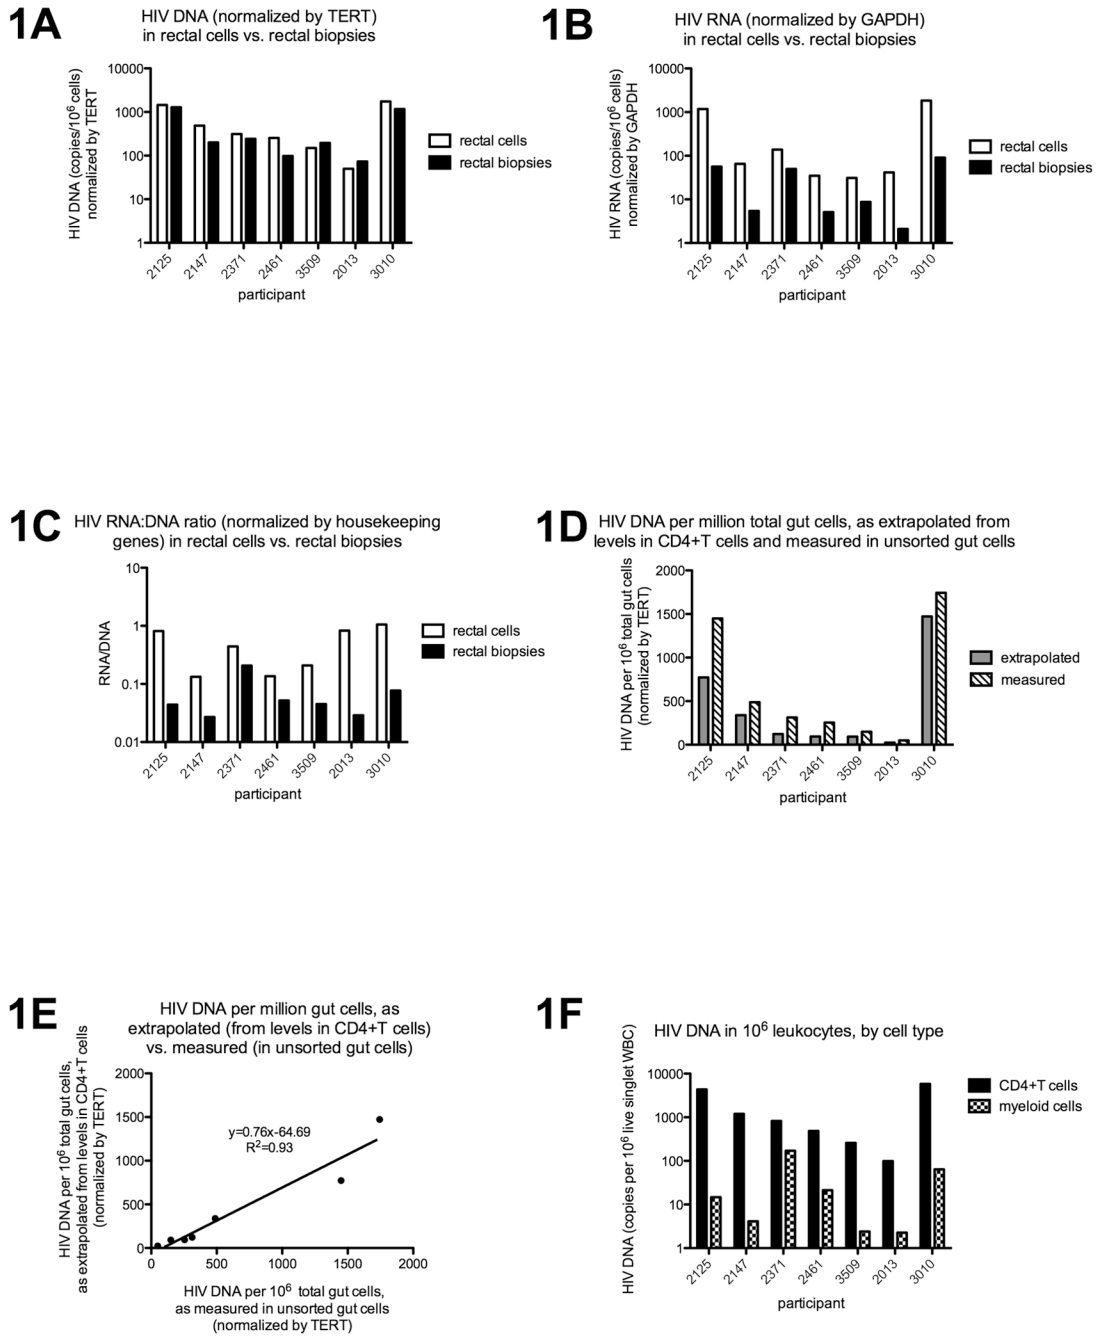 1A
HIV DNA (normalized by TERT)
in rectal cells vs. rectal biopsies
HIV DNA (copies/10⁶ cells)
normalized by TERT
10000
1000
100
10
1
2125
2147
2371
2461
3509
2013
3010
participant
rectal cells
rectal biopsies
1B
HIV RNA (normalized by GAPDH)
in rectal cells vs. rectal biopsies
HIV RNA (copies/10⁶ cells)
normalized by GAPDH
10000
1000
100
10
1
2125
2147
2371
2461
3509
2013
3010
participant
rectal cells
rectal biopsies
1C
HIV RNA:DNA ratio (normalized by housekeeping
genes) in rectal cells vs. rectal biopsies
RNA/DNA
10
1
0.1
0.01
2125
2147
2371
2461
3509
2013
3010
participant
rectal cells
rectal biopsies
1D
HIV DNA per million total gut cells, as extrapolated from
levels in CD4+T cells and measured in unsorted gut cells
HIV DNA per 10⁶ total gut cells
(normalized by TERT)
2000
1500
1000
500
0
2125
2147
2371
2461
3509
2013
3010
participant
extrapolated
measured
1E
HIV DNA per million gut cells, as
extrapolated (from levels in CD4+T cells)
vs. measured (in unsorted gut cells)
HIV DNA per 10⁶ total gut cells,
as extrapolated from levels in CD4+T cells
(normalized by TERT)
2000
1500
1000
500
0
y=0.76x-64.69
R²=0.93
0
500
1000
1500
2000
HIV DNA per 10⁶ total gut cells,
as measured in unsorted gut cells
(normalized by TERT)
1F
HIV DNA in 10⁶ leukocytes, by cell type
HIV DNA (copies per 10⁶ live singlet WBC)
10000
1000
100
10
1
2125
2147
2371
2461
3509
2013
3010
participant
CD4+T cells
myeloid cells